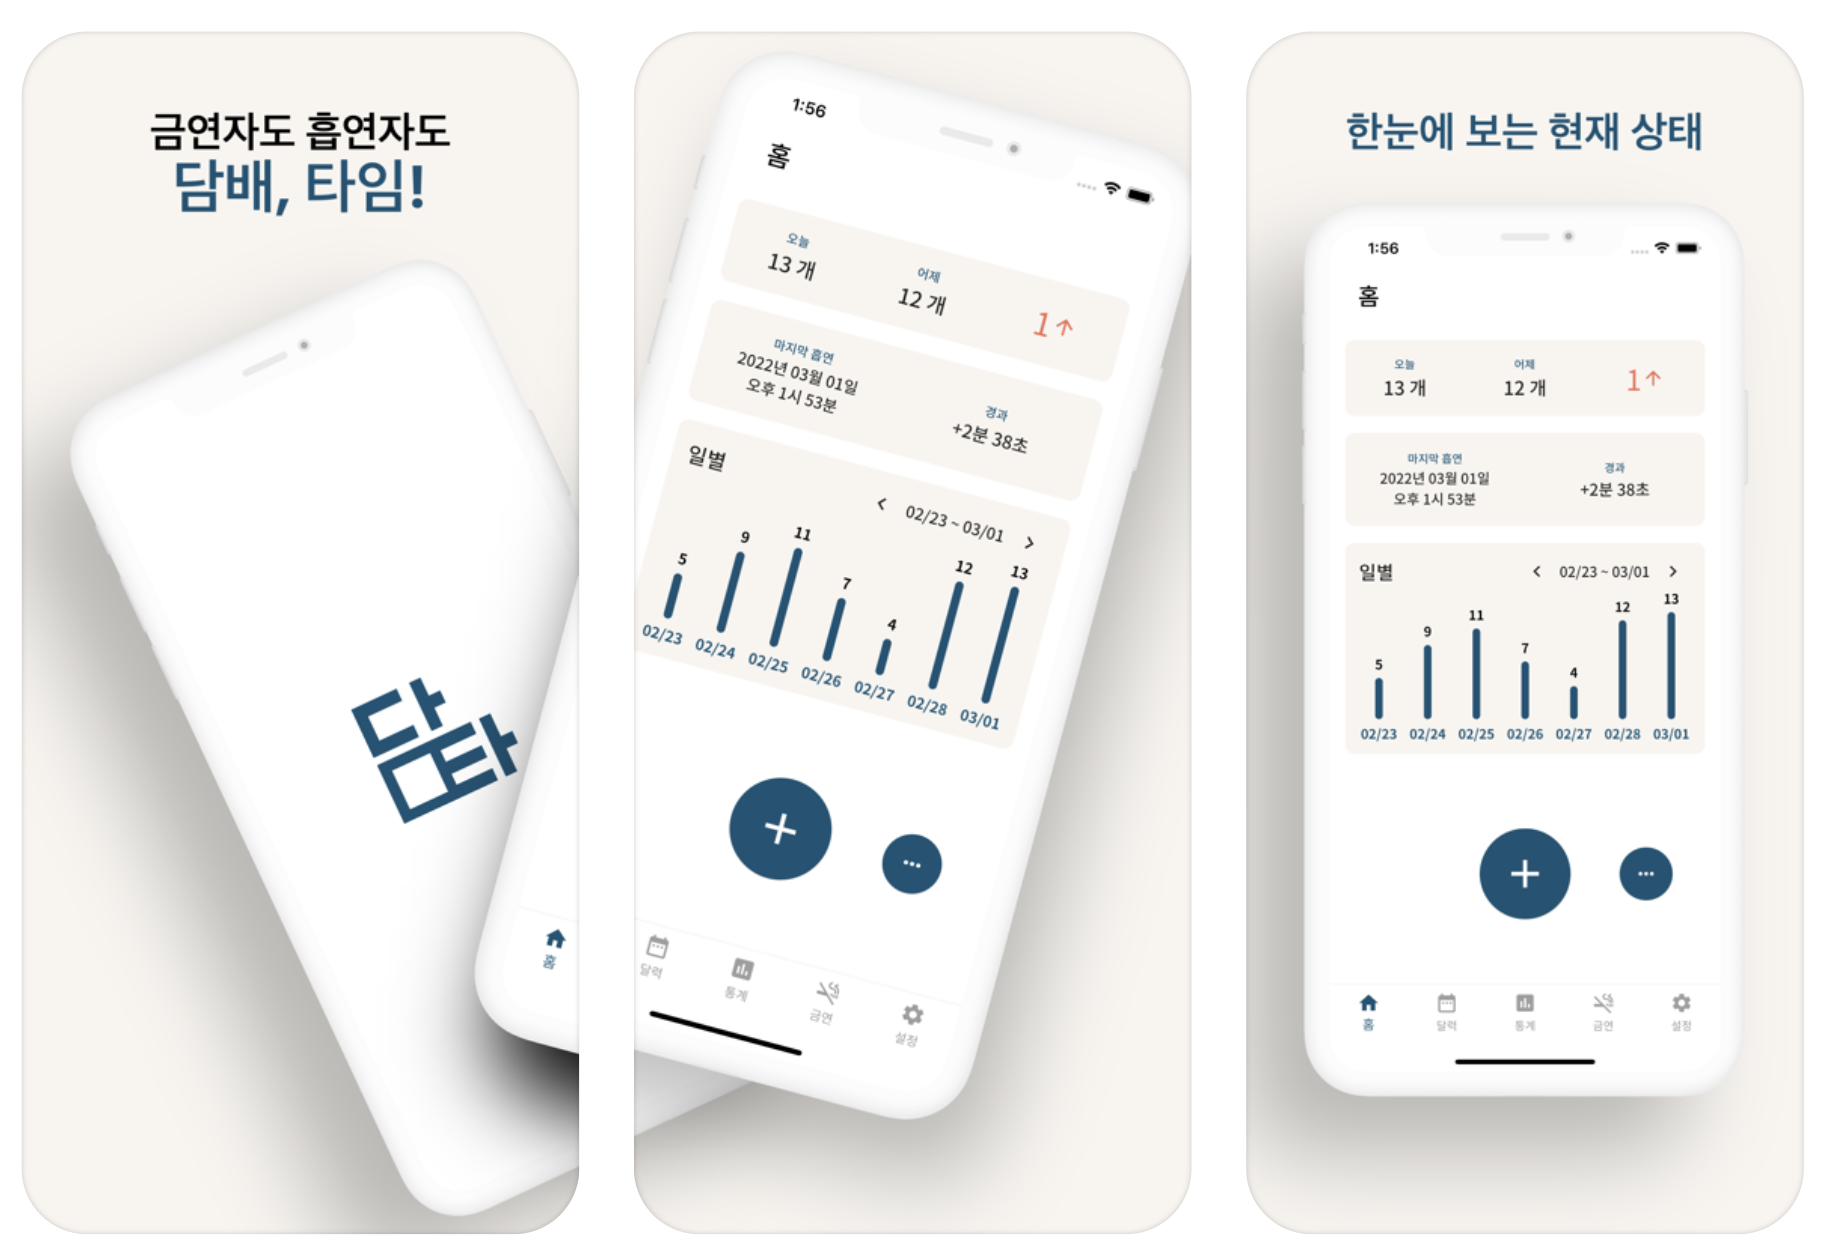 금연자도 흡연자도
담배, 타임!
담타
홈
1:56
홈
오늘
13 개
어제
12 개
1↑
마지막 흡연
2022년 03월 01일
오후 1시 53분
경과
+2분 38초
일별
< 02/23 ~ 03/01 >
5 9 11 7 4 12 13
02/23 02/24 02/25 02/26 02/27 02/28 03/01
+ ...
달력 통계 금연 설정
한눈에 보는 현재 상태
1:56
홈
오늘 어제
13 개 12 개 1↑
마지막 흡연
2022년 03월 01일
오후 1시 53분
경과
+2분 38초
일별 < 02/23 ~ 03/01 >
5 9 11 7 4 12 13
02/23 02/24 02/25 02/26 02/27 02/28 03/01
+ ...
홈 달력 통계 금연 설정